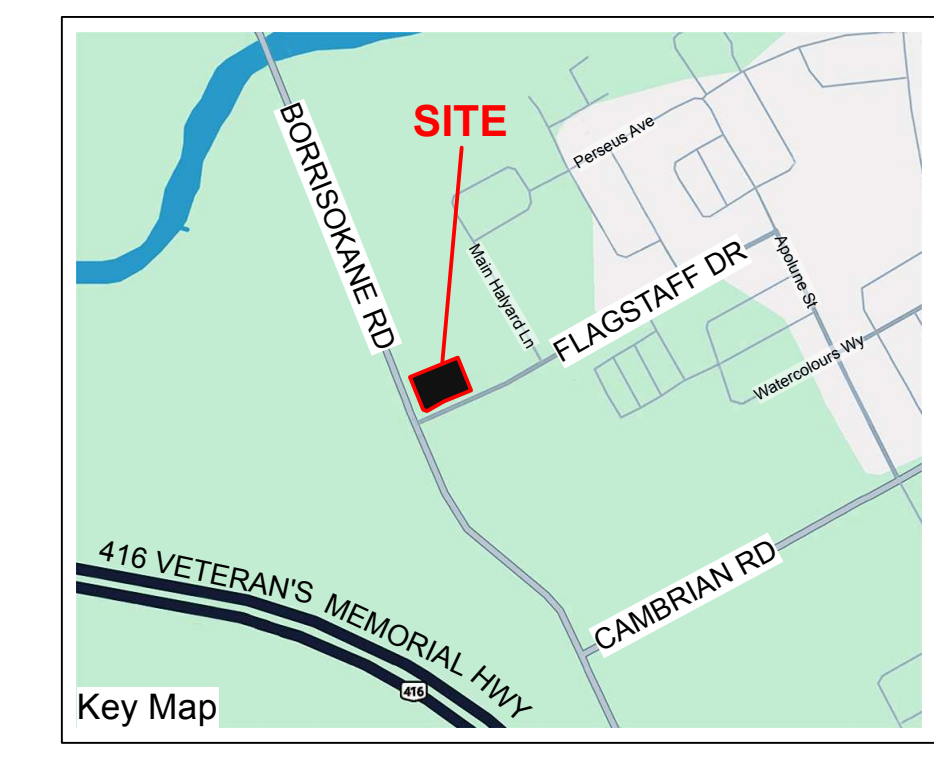 SITE
BORRISOKANE RD
Perseus Ave
Main Halyard Ln
FLAGSTAFF DR
Apolune St
Watercolours Wy
CAMBRIAN RD
416 VETERAN'S MEMORIAL HWY
416
Key Map